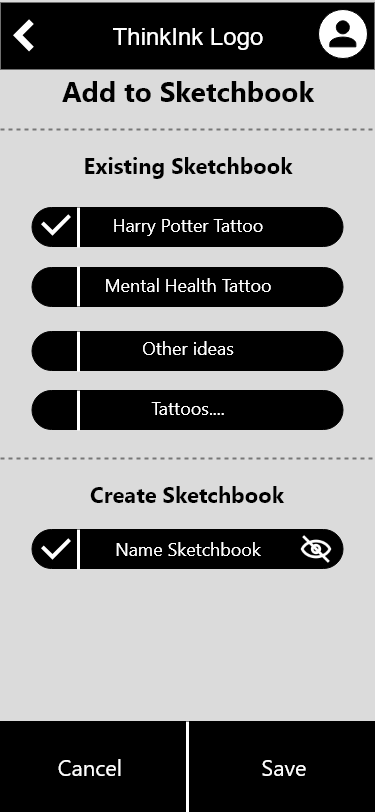 ThinkInk Logo
Add to Sketchbook
Existing Sketchbook
Harry Potter Tattoo
Mental Health Tattoo
Other ideas
Tattoos....
Create Sketchbook
Name Sketchbook
Cancel
Save